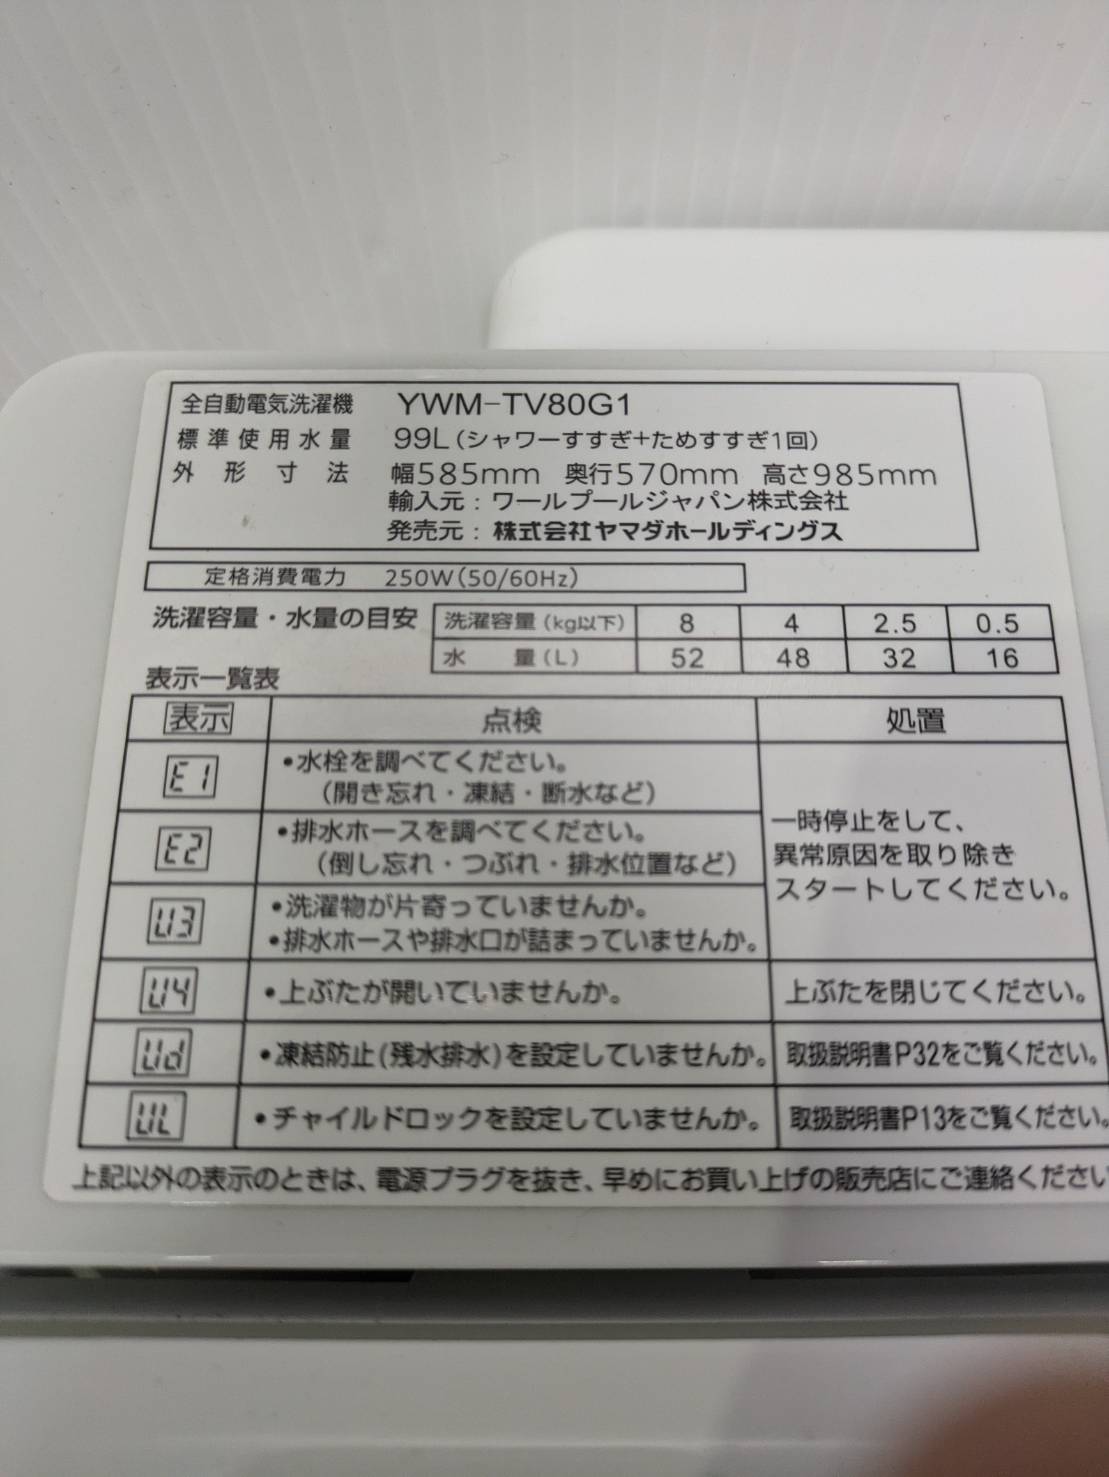 全自動電気洗濯機 YWM-TV80G1
標準使用水量 99L(シャワーすすぎ+ためすすぎ1回)
外形寸法 幅585mm 奥行570mm 高さ985mm
輸入元:ワールプールジャパン株式会社
発売元:株式会社ヤマダホールディングス
定格消費電力 250W(50/60Hz)
洗濯容量・水量の目安 洗濯容量(kg以下) 8 4 2.5 0.5
水量(L) 52 48 32 16
表示一覧表
表示 点検 処置
E1 •水栓を調べてください。
(開き忘れ・凍結・断水など)
E2 •排水ホースを調べてください。
(倒し忘れ・つぶれ・排水位置など)
U3 •洗濯物が片寄っていませんか。
•排水ホースや排水口が詰まっていませんか。
一時停止をして、
異常原因を取り除き
スタートしてください。
U4 •上ぶたが開いていませんか。 上ぶたを閉じてください。
Ud •凍結防止(残水排水)を設定していませんか。 取扱説明書P32をご覧ください。
UL •チャイルドロックを設定していませんか。 取扱説明書P13をご覧ください。
上記以外の表示のときは、電源プラグを抜き、早めにお買い上げの販売店にご連絡ください